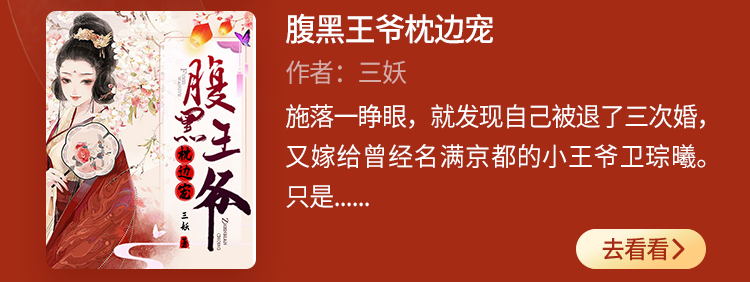 腹黑王爷枕边宠
作者：三妖
施落一睁眼，就发现自己被退了三次婚，
又嫁给曾经名满京都的小王爷卫琮曦。
只是......
去看看
腹黑
王爷
枕边宠
三妖
著